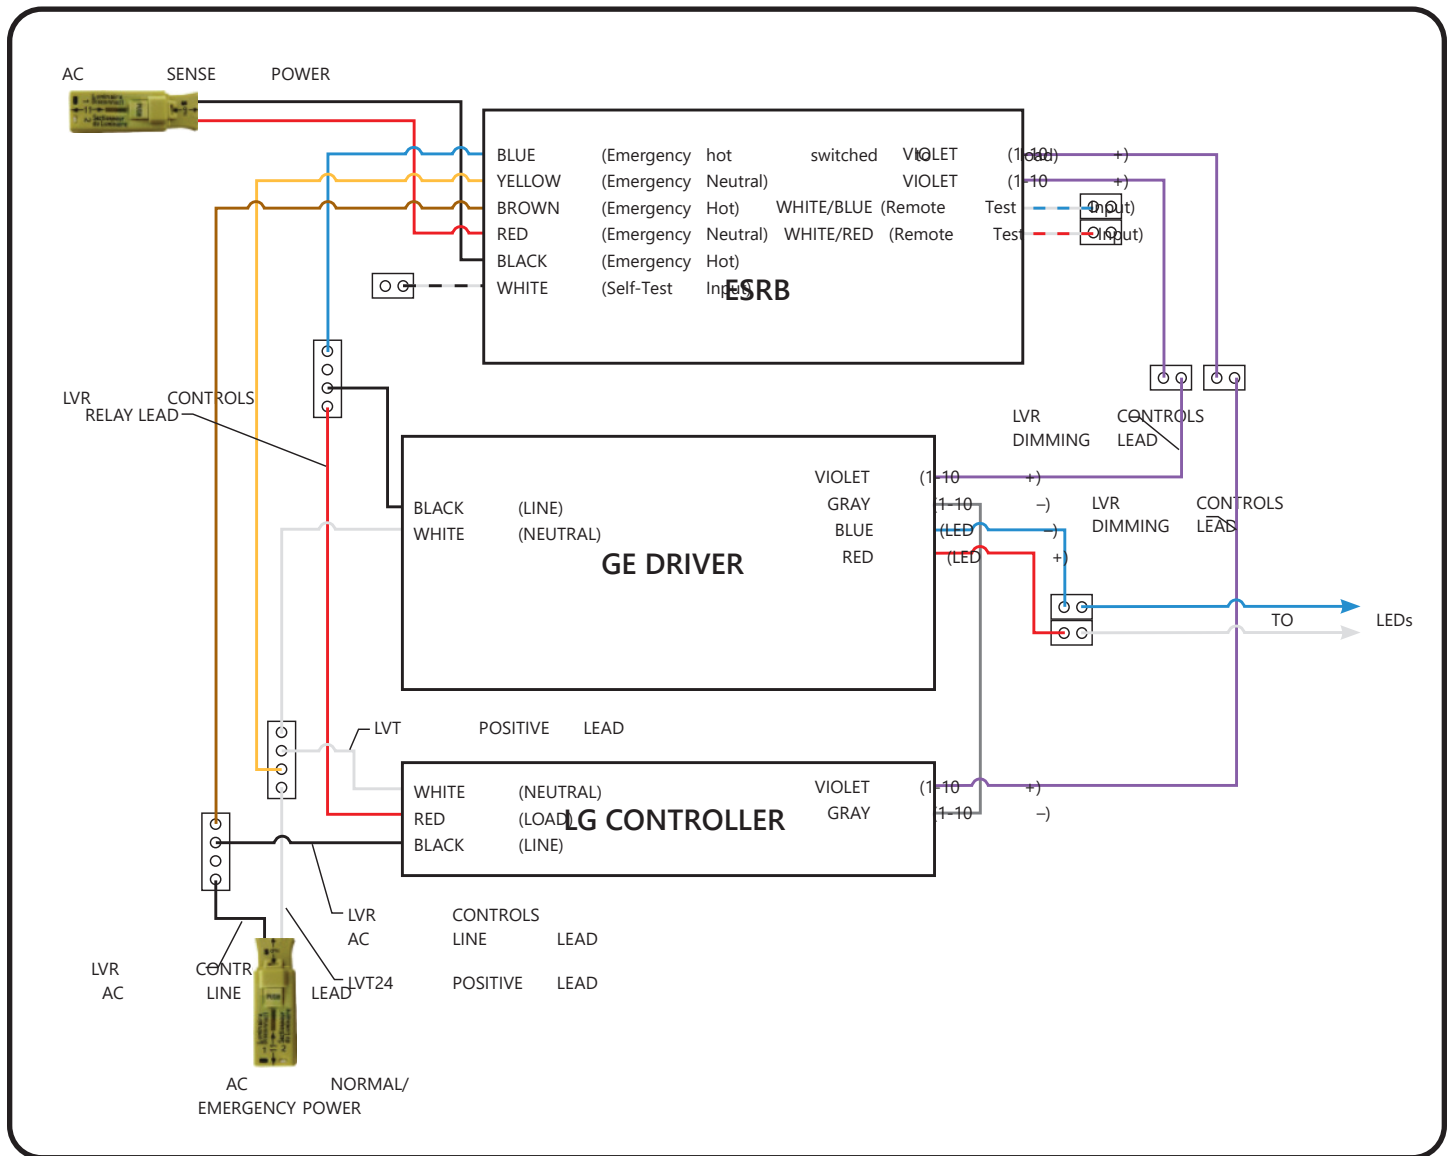 AC SENSE POWER
BLUE (Emergency hot switched to load)
YELLOW (Emergency Neutral)
BROWN (Emergency Hot)
RED (Emergency Neutral)
BLACK (Emergency Hot)
WHITE (Self-Test Input)
VIOLET (1-10 +)
VIOLET (1-10 +)
WHITE/BLUE (Remote Test Input)
WHITE/RED (Remote Test Input)
ESRB
LVR CONTROLS
RELAY LEAD
LVR CONTROLS
DIMMING LEAD
LVR CONTROLS
DIMMING LEAD
BLACK (LINE)
WHITE (NEUTRAL)
GE DRIVER
VIOLET (1-10 +)
GRAY (1-10 –)
BLUE (LED –)
RED (LED +)
TO LEDs
LVT POSITIVE LEAD
WHITE (NEUTRAL)
RED (LOAD)
BLACK (LINE)
LG CONTROLLER
VIOLET (1-10 +)
GRAY (1-10 –)
LVR CONTROLS
AC LINE LEAD
LVR CONTR
AC LINE LEAD
LVT24 POSITIVE LEAD
AC NORMAL/
EMERGENCY POWER